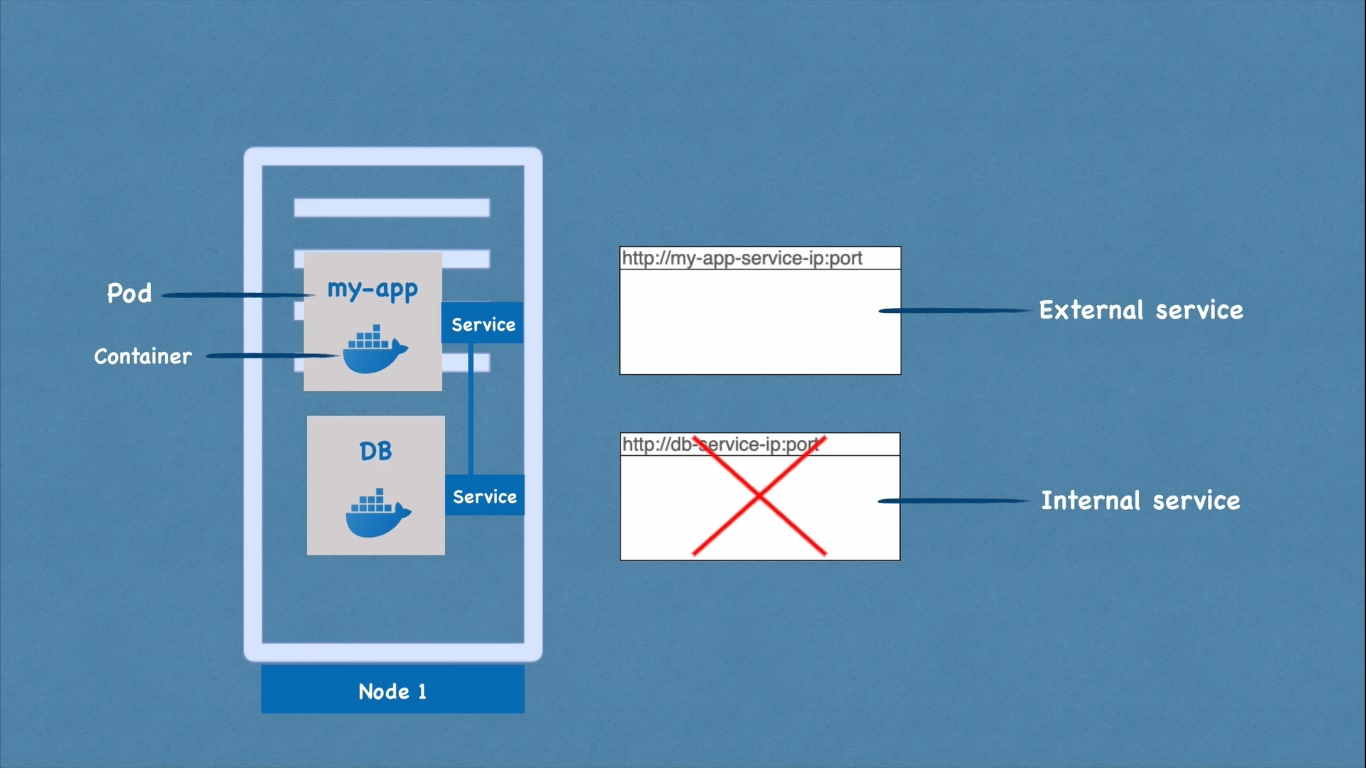 Pod
Container
my-app
Service
DB
Service
Node 1
http://my-app-service-ip:port
External service
http://db-service-ip:port
Internal service